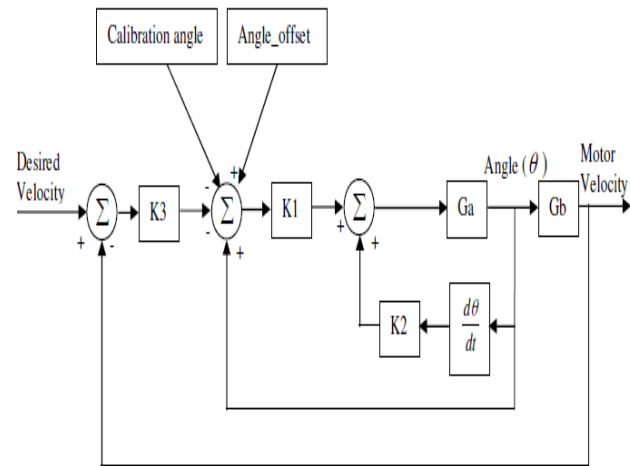 Calibration angle
Angle_offset
Desired
Velocity
Angle (θ)
Motor
Velocity
+
-
Σ
K3
-
+
-
+
Σ
K1
+
+
Σ
Ga
Gb
K2
dθ
dt